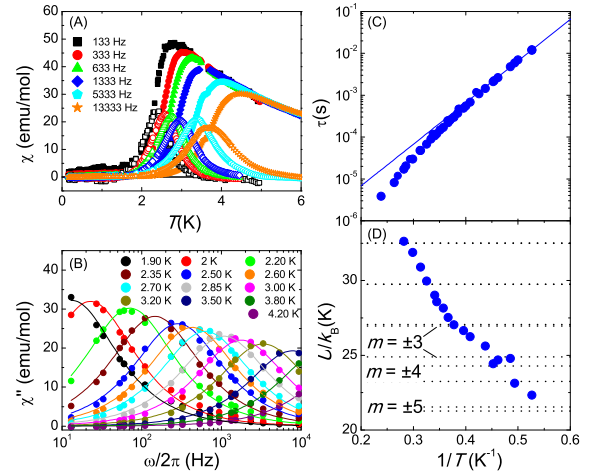 (A)
133 Hz
333 Hz
633 Hz
1333 Hz
5333 Hz
13333 Hz
χ (emu/mol)
50
40
30
20
10
0
0 2 4 6
T(K)
(B)
1.90 K 2 K 2.20 K
2.35 K 2.50 K 2.60 K
2.70 K 2.85 K 3.00 K
3.20 K 3.50 K 3.80 K
4.20 K
χ" (emu/mol)
40
30
20
10
0
10¹ 10² 10³ 10⁴
ω/2π (Hz)
(C)
τ(s)
10⁻¹
10⁻²
10⁻³
10⁻⁴
10⁻⁵
10⁻⁶
(D)
U/k_B(K)
30
25
20
m = ±3
m = ±4
m = ±5
0.2 0.3 0.4 0.5 0.6
1/T (K⁻¹)